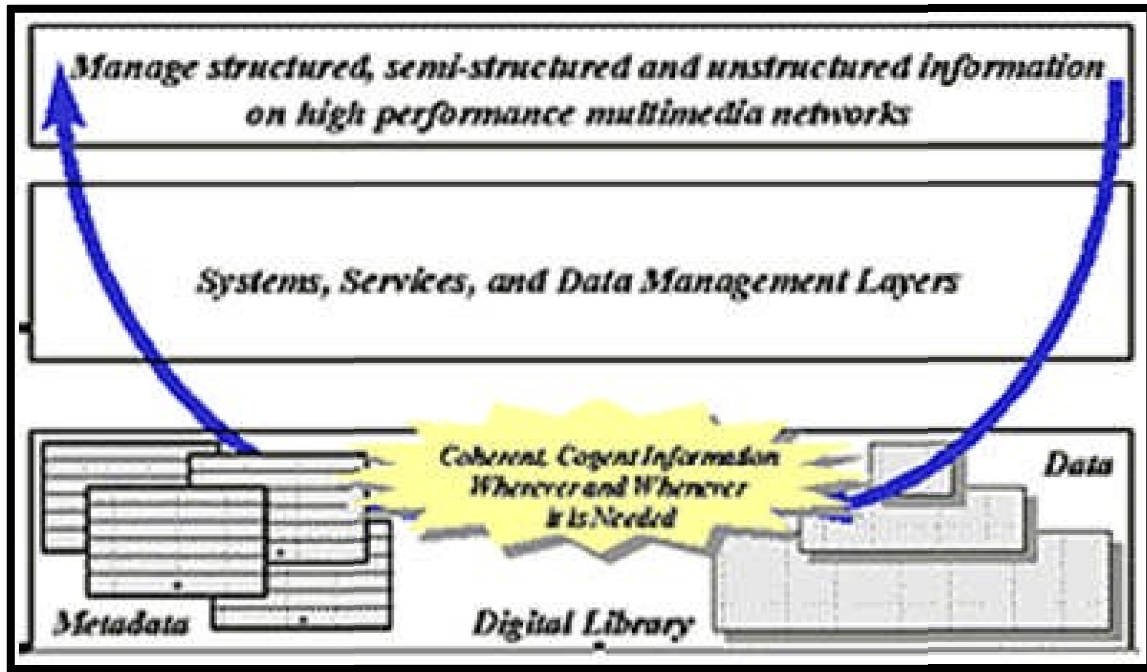 Manage structured, semi-structured and unstructured information
on high performance multimedia networks
Systems, Services, and Data Management Layers
Coherent, Cogent Information
Wherever and Whenever
it is Needed
Data
Metadata
Digital Library